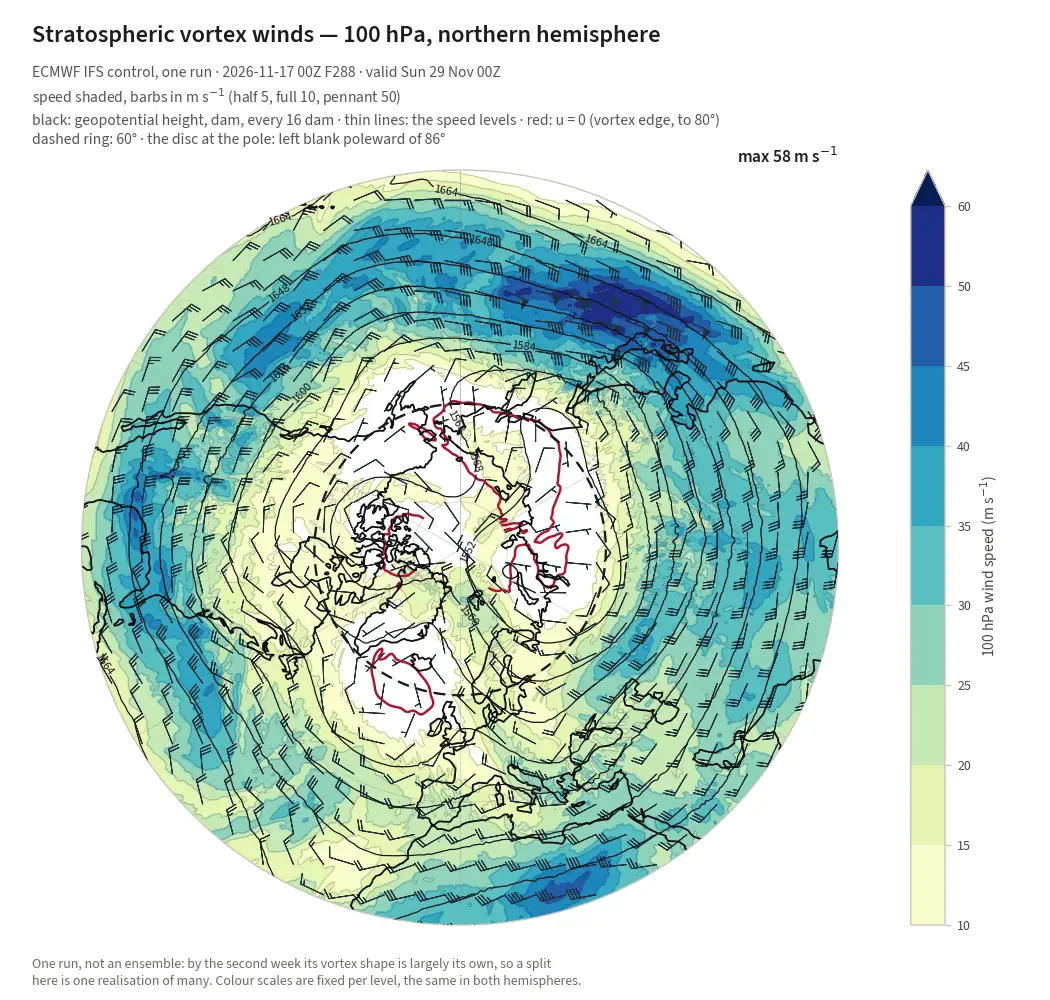 Stratospheric vortex winds — 100 hPa, northern hemisphere
ECMWF IFS control, one run · 2026-11-17 00Z F288 · valid Sun 29 Nov 00Z
speed shaded, barbs in m s⁻¹ (half 5, full 10, pennant 50)
black: geopotential height, dam, every 16 dam · thin lines: the speed levels · red: u = 0 (vortex edge, to 80°)
dashed ring: 60° · the disc at the pole: left blank poleward of 86°
max 58 m s⁻¹
1664
1664
1648
1664
1648
1584
1600
1664
60
50
45
40
35
30
25
20
15
10
100 hPa wind speed (m s⁻¹)
One run, not an ensemble: by the second week its vortex shape is largely its own, so a split
here is one realisation of many. Colour scales are fixed per level, the same in both hemispheres.